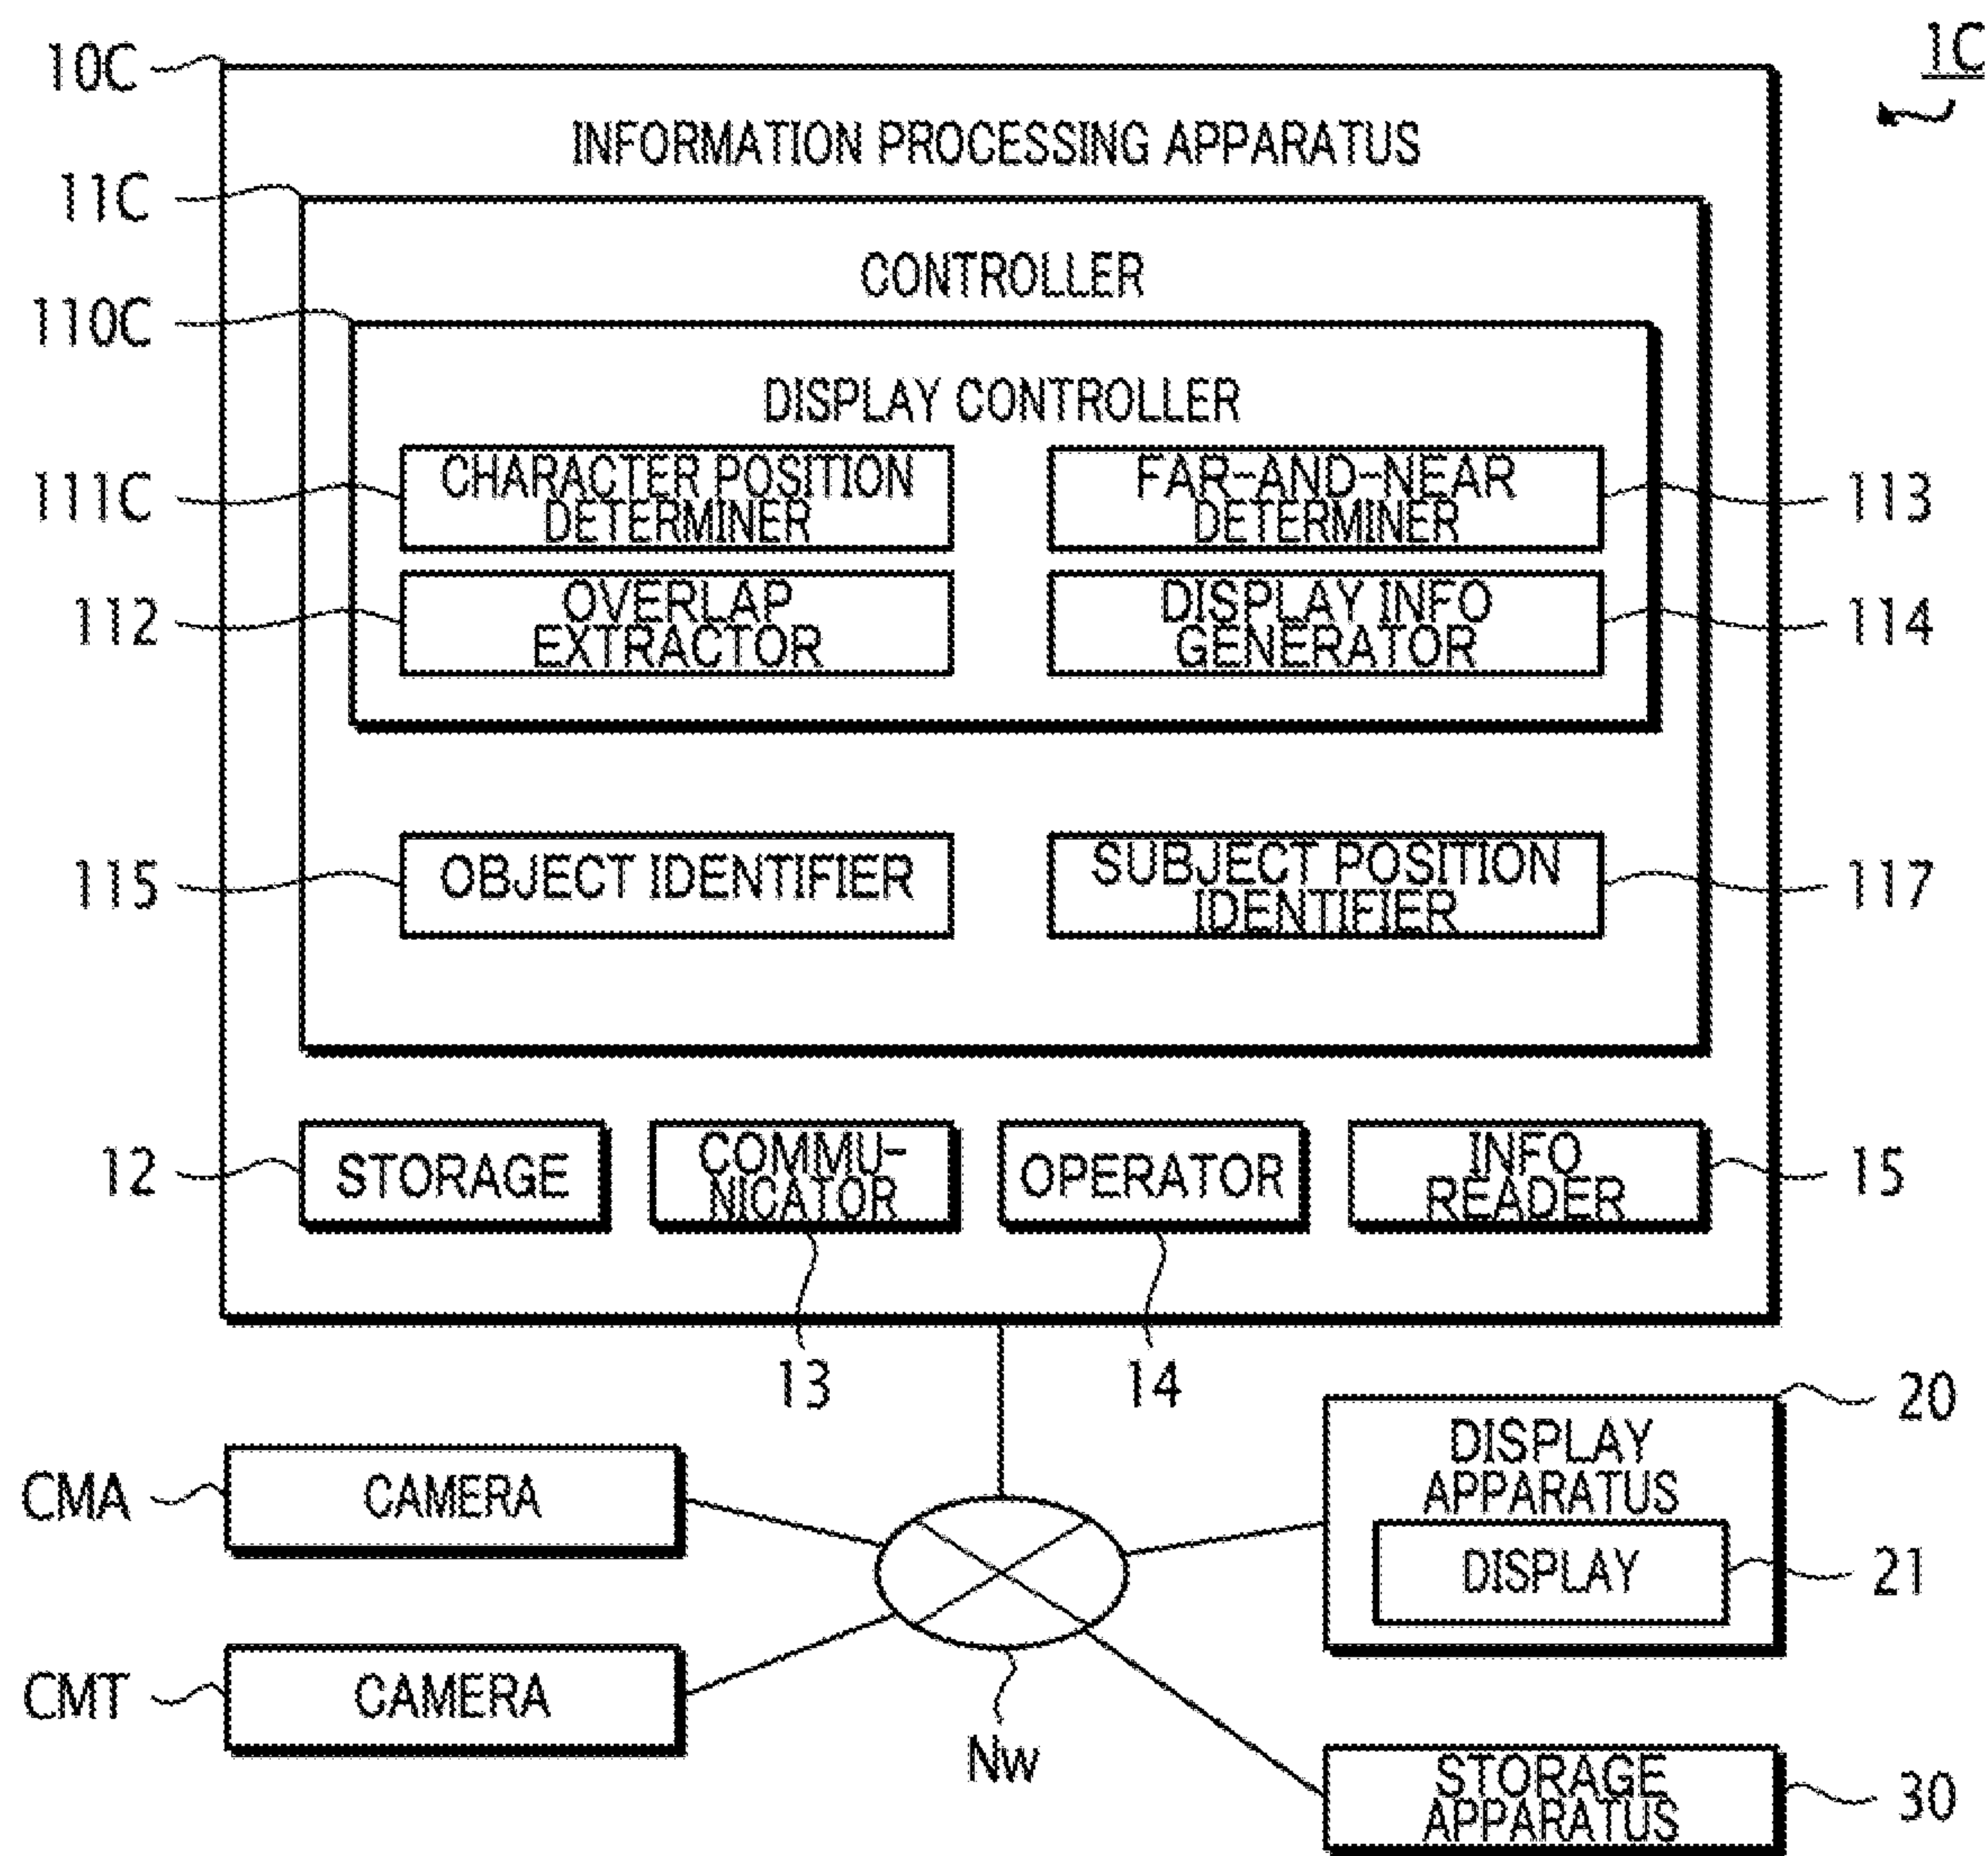 1C
10C
INFORMATION PROCESSING APPARATUS
11C
CONTROLLER
110C
DISPLAY CONTROLLER
111C
CHARACTER POSITION
DETERMINER
FAR-AND-NEAR
DETERMINER
113
112
OVERLAP
EXTRACTOR
DISPLAY INFO
GENERATOR
114
115
OBJECT IDENTIFIER
SUBJECT POSITION
IDENTIFIER
117
12
STORAGE
COMMU-
NICATOR
OPERATOR
INFO
READER
15
13
14
20
DISPLAY
APPARATUS
CMA
CAMERA
DISPLAY
21
CMT
CAMERA
Nw
STORAGE
APPARATUS
30